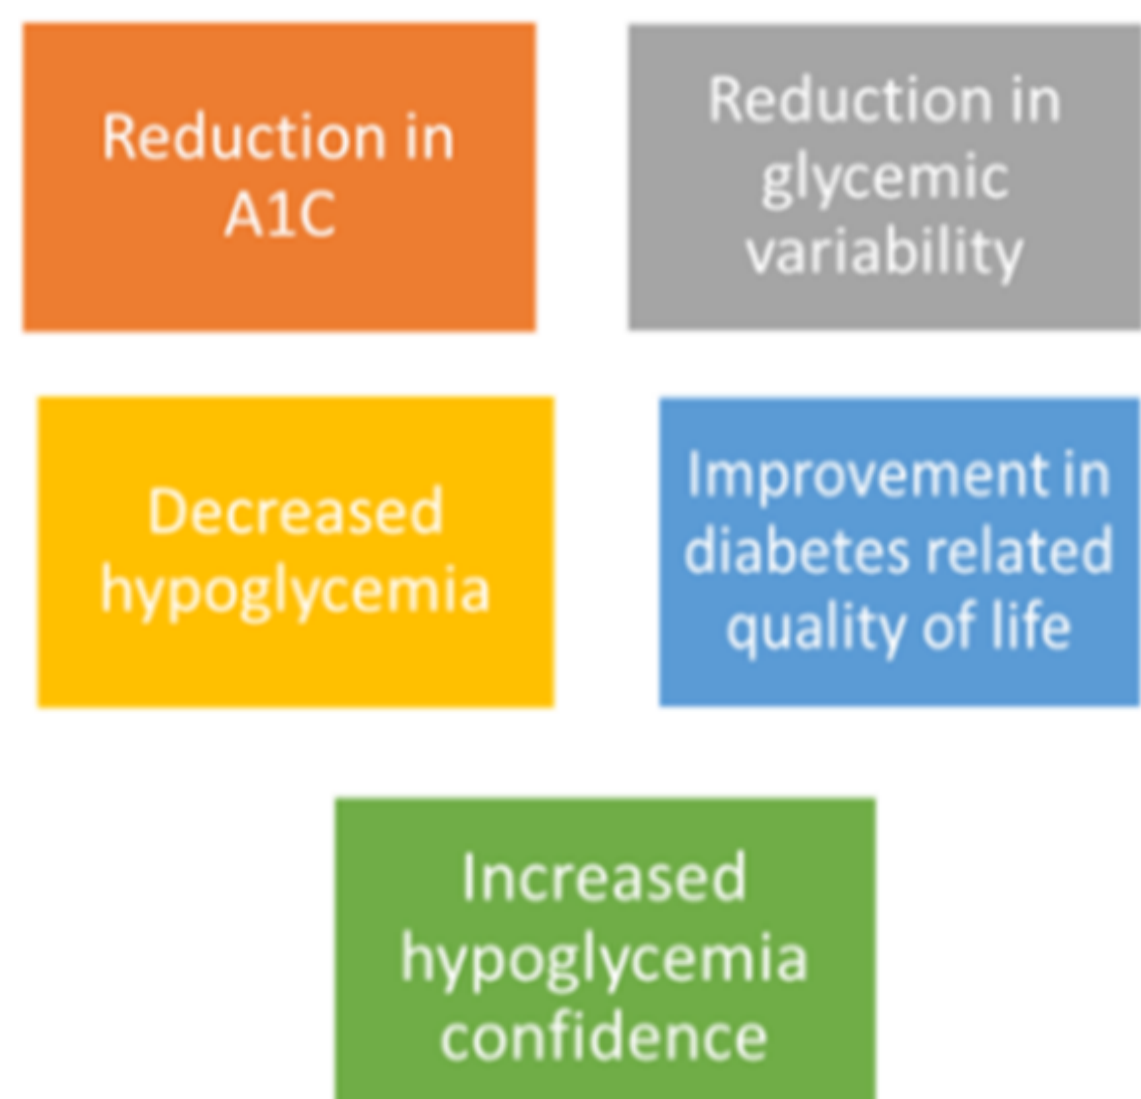 Reduction in
A1C
Reduction in
glycemic
variability
Decreased
hypoglycemia
Improvement in
diabetes related
quality of life
Increased
hypoglycemia
confidence